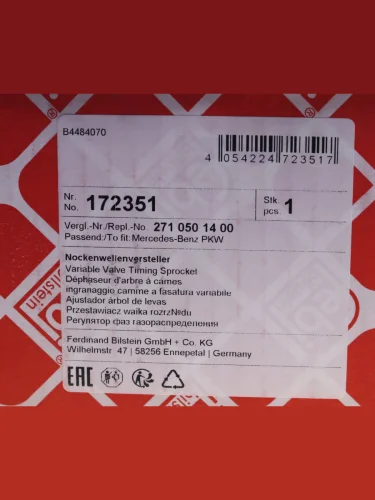 B4484070
4 054224 723517
Nr.
No. 172351
Stk.
pcs. 1
Vergl.-Nr./Repl.-No. 271 050 14 00
Passend:/To fit: Mercedes-Benz PKW
Nockenwellenversteller
Variable Valve Timing Sprocket
Déphaseur d'arbre à cames
ingranaggio camme a fasatura variabile
Ajustador árbol de levas
Przestawiacz wałka rozrządu
Регулятор фаз газораспределения
Ferdinand Bilstein GmbH + Co. KG
Wilhelmstr. 47 | 58256 Ennepetal | Germany
EAC
bilstein